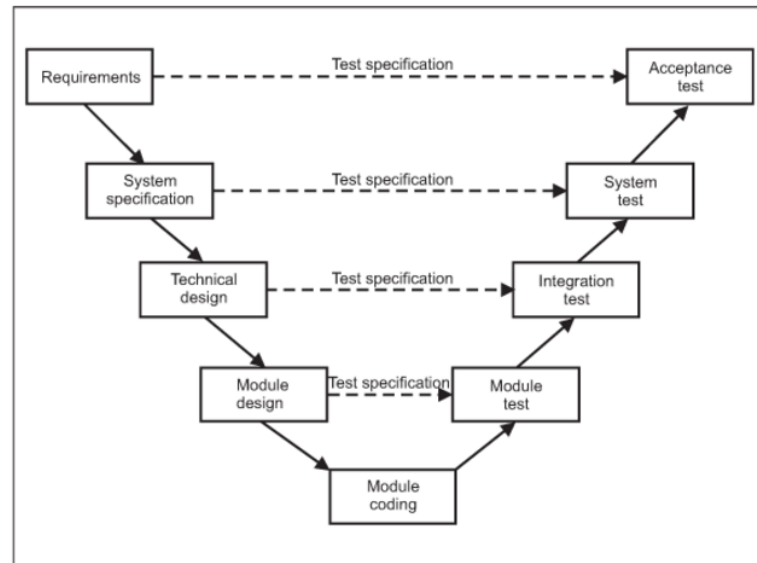 Requirements
Test specification
Acceptance
test
System
specification
Test specification
System
test
Technical
design
Test specification
Integration
test
Module
design
Test specification
Module
test
Module
coding